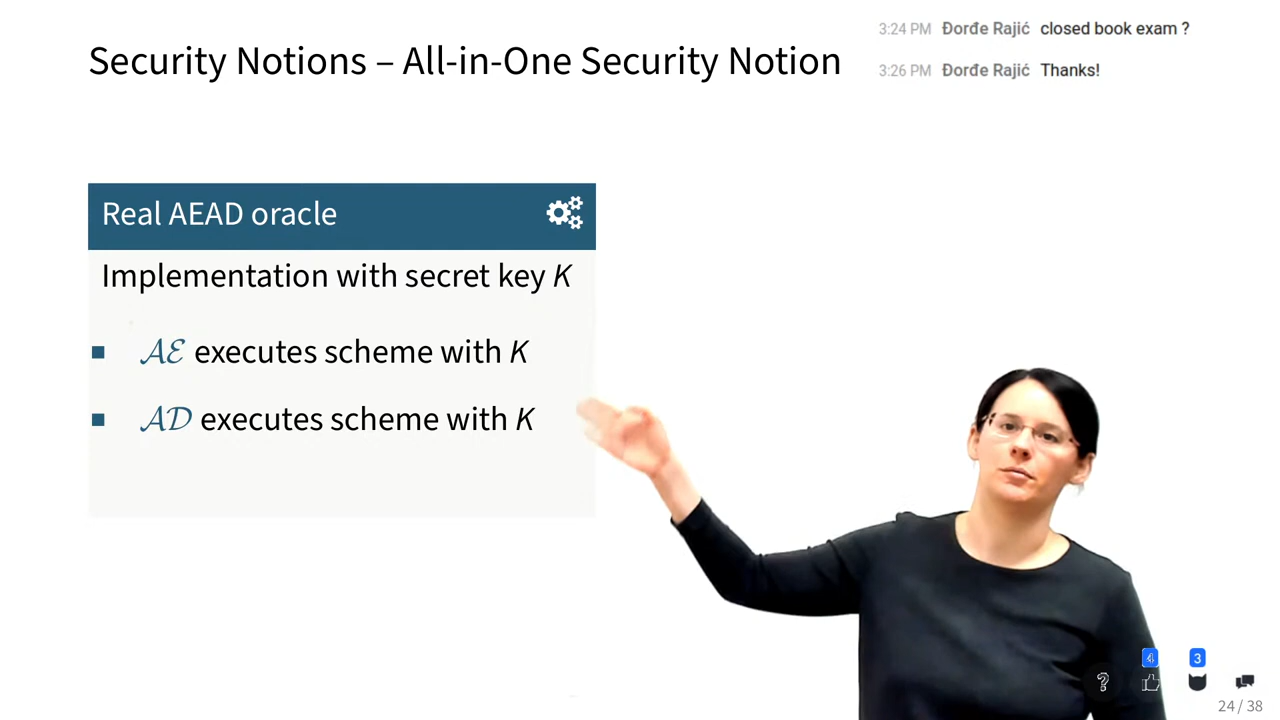 Security Notions – All-in-One Security Notion
3:24 PM Đorđe Rajić closed book exam ?
3:26 PM Đorđe Rajić Thanks!
Real AEAD oracle
Implementation with secret key K
𝒜ℰ executes scheme with K
𝒜𝒟 executes scheme with K
?
4
3
24 / 38